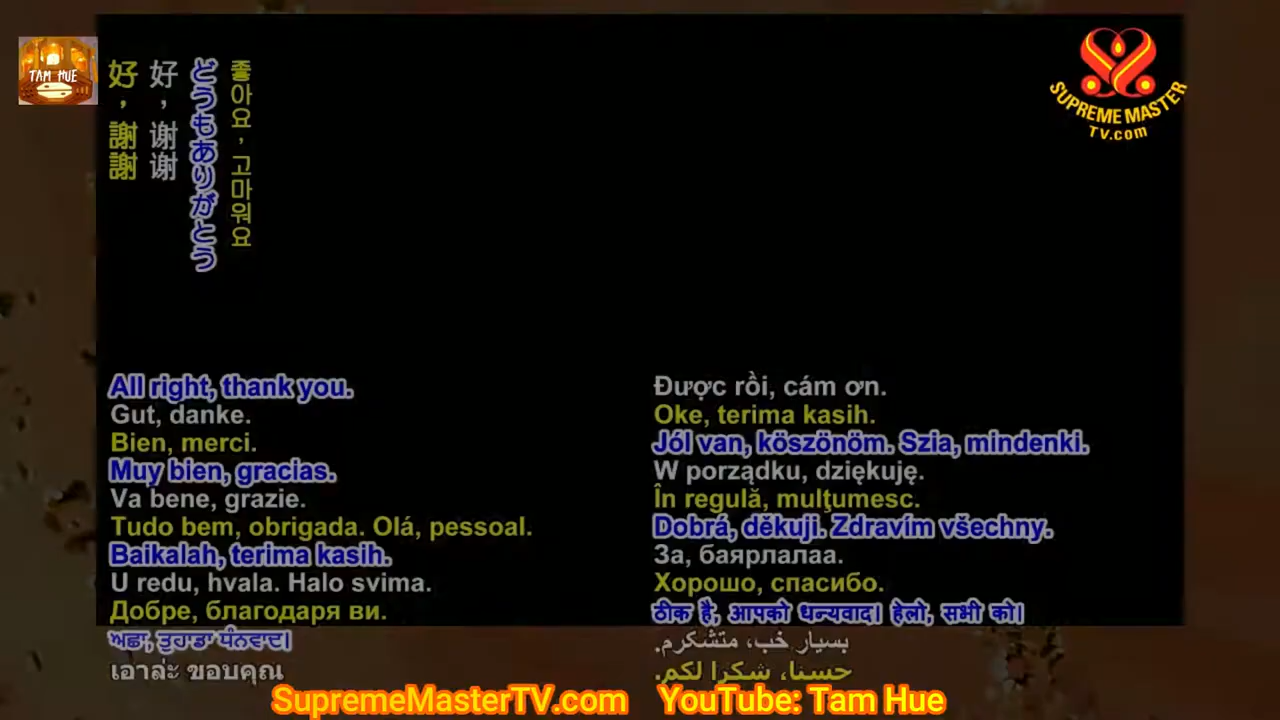 TAM HUE
好，謝謝
好，谢谢
どうもありがとう
좋아요, 고마워요
SUPREME MASTER
TV.com
All right, thank you.
Gut, danke.
Bien, merci.
Muy bien, gracias.
Va bene, grazie.
Tudo bem, obrigada. Olá, pessoal.
Baikalah, terima kasih.
U redu, hvala. Halo svima.
Добре, благодаря ви.
ਅਛਾ, ਤੁਹਾਡਾ ਧੰਨਵਾਦ।
เอาล่ะ ขอบคุณ
Được rồi, cám ơn.
Oke, terima kasih.
Jól van, köszönöm. Szia, mindenki.
W porządku, dziękuję.
În regulă, mulţumesc.
Dobrá, děkuji. Zdravím všechny.
За, баярлалаа.
Хорошо, спасибо.
ठीक है, आपको धन्यवाद। हेलो, सभी को।
بسیار خب، متشکرم.
حسنا، شكرا لكم.
SupremeMasterTV.com YouTube: Tam Hue